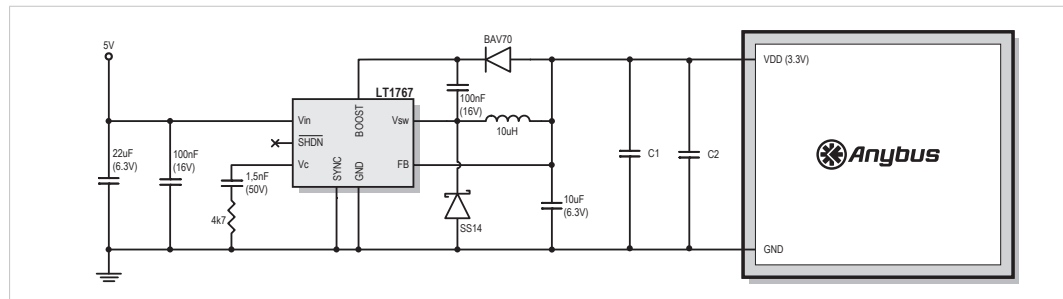 5V
22uF
(6.3V)
100nF
(16V)
1,5nF
(50V)
4k7
LT1767
Vin
SHDN
Vc
BOOST
SYNC
GND
Vsw
FB
BAV70
100nF
(16V)
10uH
SS14
10uF
(6.3V)
C1
C2
VDD (3.3V)
Anybus
GND